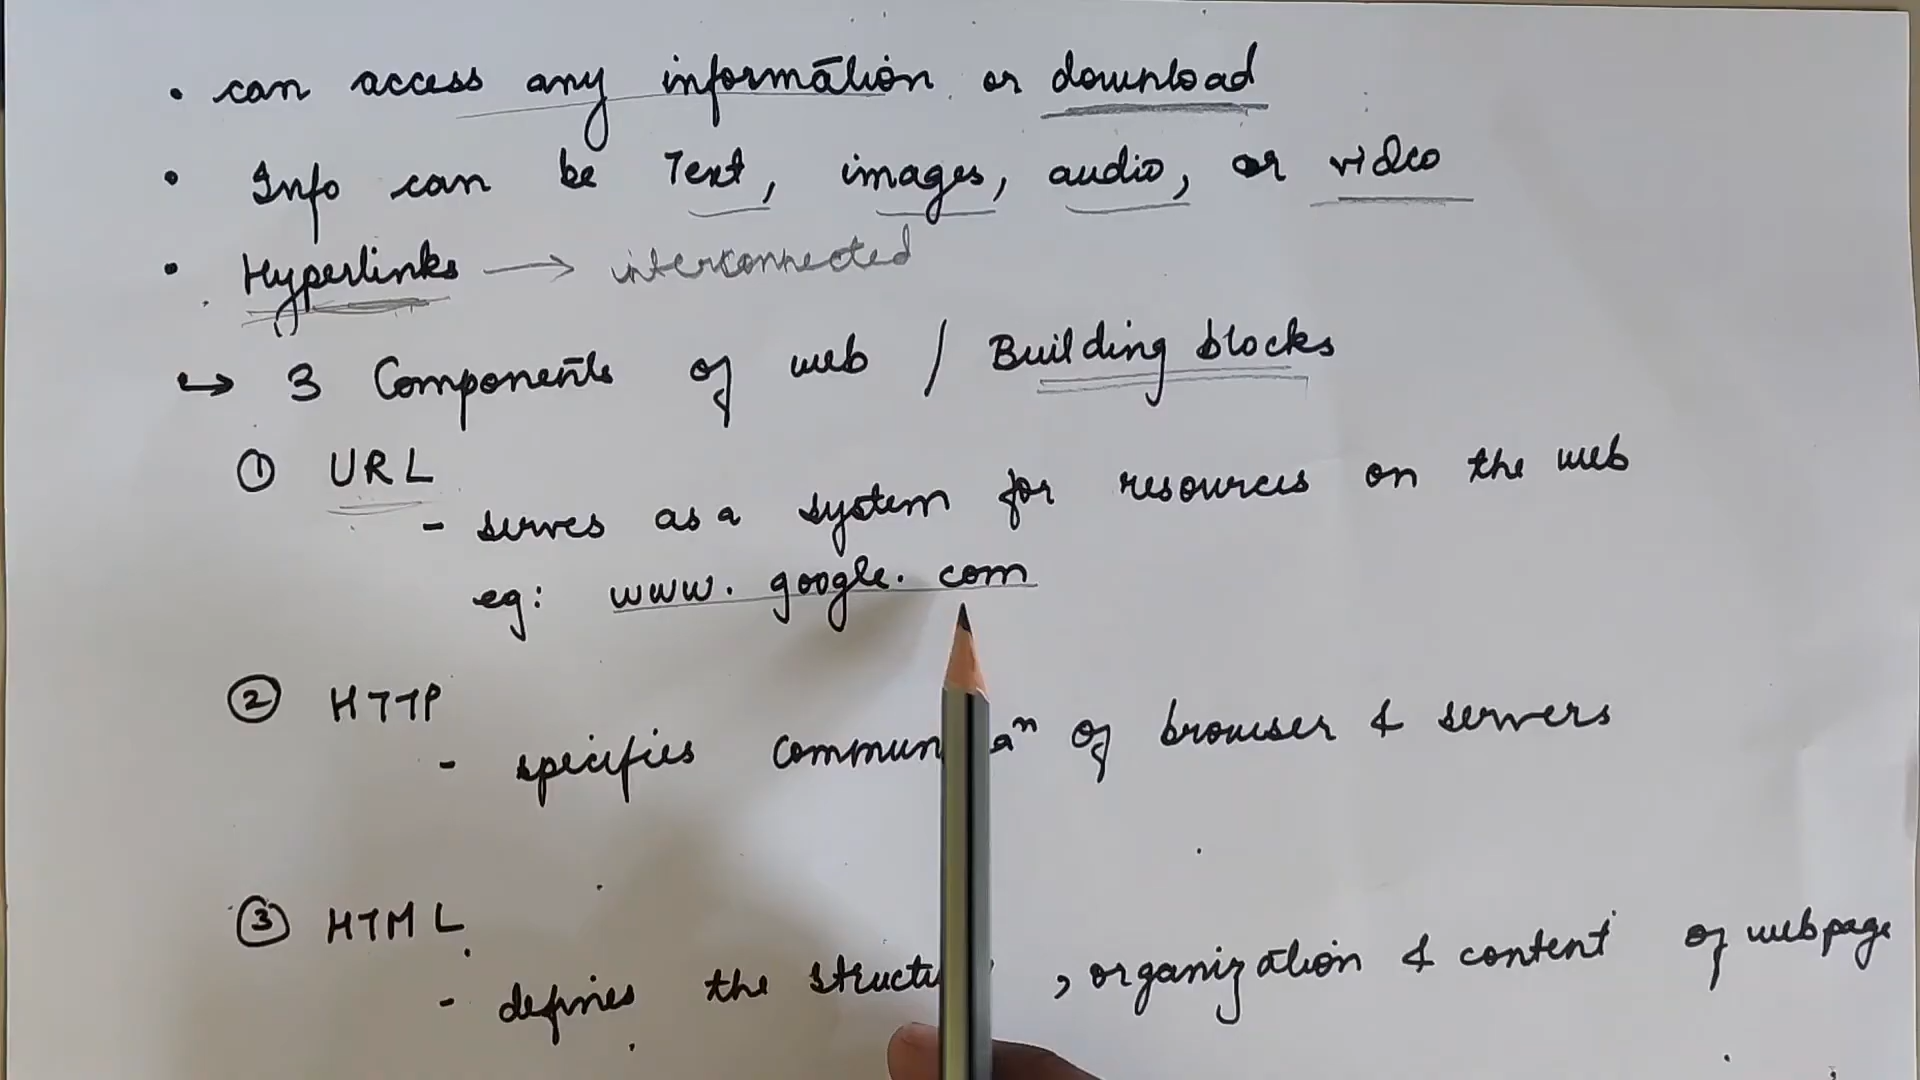 • can access any information or download
• Info can be Text, images, audio, or video
• Hyperlinks → interconnected
↪ 3 Components of web / Building blocks
① URL
- serves as a system for resources on the web
eg: www. google. com
② HTTP
- specifies of browser & servers
③ HTML
- defines the , organization & content of webpage